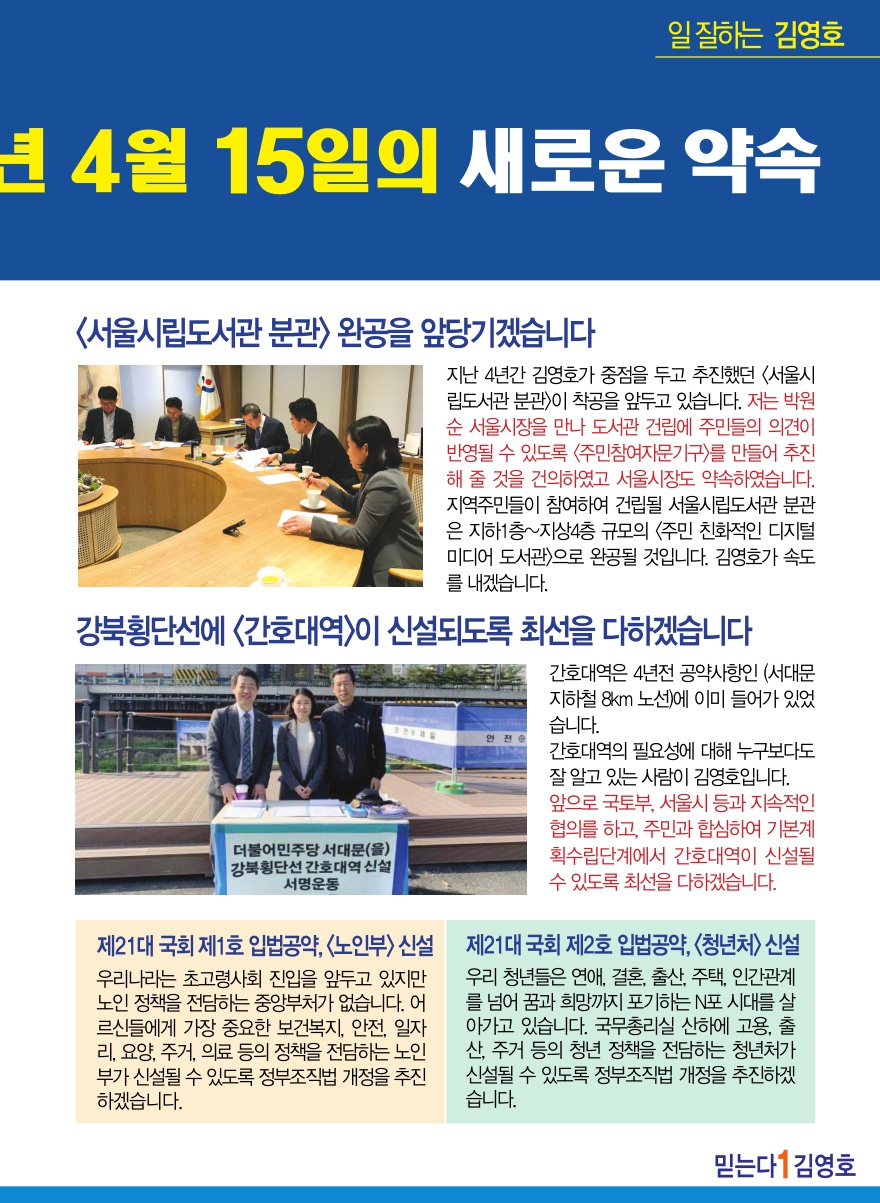 일 잘하는 김영호
년 4월 15일의 새로운 약속
〈서울시립도서관 분관〉 완공을 앞당기겠습니다
지난 4년간 김영호가 중점을 두고 추진했던 〈서울시
립도서관 분관〉이 착공을 앞두고 있습니다. 저는 박원
순 서울시장을 만나 도서관 건립에 주민들의 의견이
반영될 수 있도록 〈주민참여자문기구〉를 만들어 추진
해 줄 것을 건의하였고 서울시장도 약속하였습니다.
지역주민들이 참여하여 건립될 서울시립도서관 분관
은 지하1층~지상4층 규모의 〈주민 친화적인 디지털
미디어 도서관〉으로 완공될 것입니다. 김영호가 속도
를 내겠습니다.
강북횡단선에 〈간호대역〉이 신설되도록 최선을 다하겠습니다
간호대역은 4년전 공약사항인 (서대문
지하철 8km 노선)에 이미 들어가 있었
습니다.
간호대역의 필요성에 대해 누구보다도
잘 알고 있는 사람이 김영호입니다.
앞으로 국토부, 서울시 등과 지속적인
협의를 하고, 주민과 합심하여 기본계
획수립단계에서 간호대역이 신설될
수 있도록 최선을 다하겠습니다.
안전제일
안전
더불어민주당 서대문(을)
강북횡단선 간호대역 신설
서명운동
제21대 국회 제1호 입법공약, 〈노인부〉 신설
우리나라는 초고령사회 진입을 앞두고 있지만
노인 정책을 전담하는 중앙부처가 없습니다. 어
르신들에게 가장 중요한 보건복지, 안전, 일자
리, 요양, 주거, 의료 등의 정책을 전담하는 노인
부가 신설될 수 있도록 정부조직법 개정을 추진
하겠습니다.
제21대 국회 제2호 입법공약, 〈청년처〉 신설
우리 청년들은 연애, 결혼, 출산, 주택, 인간관계
를 넘어 꿈과 희망까지 포기하는 N포 시대를 살
아가고 있습니다. 국무총리실 산하에 고용, 출
산, 주거 등의 청년 정책을 전담하는 청년처가
신설될 수 있도록 정부조직법 개정을 추진하겠
습니다.
믿는다1김영호